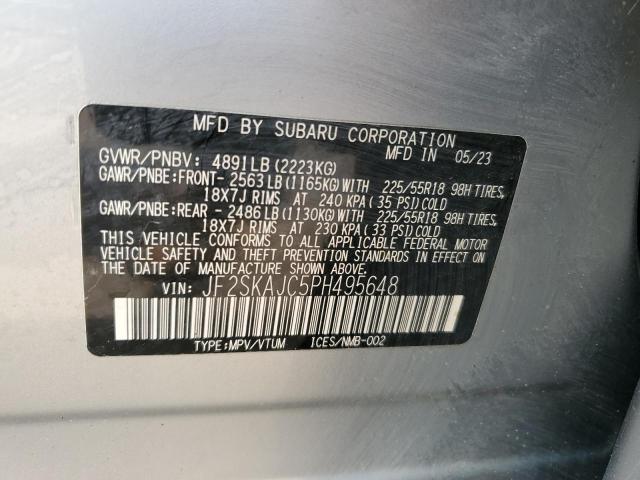 MFD BY SUBARU CORPORATION
MFD IN 05/23
GVWR/PNBV: 4891LB (2223KG)
GAWR/PNBE:FRONT- 2563LB (1165KG) WITH 225/55R18 98H TIRES,
18X7J RIMS AT 240 KPA (35 PSI) COLD
GAWR/PNBE:REAR - 2486LB (1130KG) WITH 225/55R18 98H TIRES,
18X7J RIMS AT 230 KPA (33 PSI) COLD
THIS VEHICLE CONFORMS TO ALL APPLICABLE FEDERAL MOTOR
VEHICLE SAFETY AND THEFT PREVENTION STANDARDS IN EFFECT ON
THE DATE OF MANUFACTURE SHOWN ABOVE.
VIN: JF2SKAJC5PH495648
TYPE:MPV/VTUM ICES/NMB-002